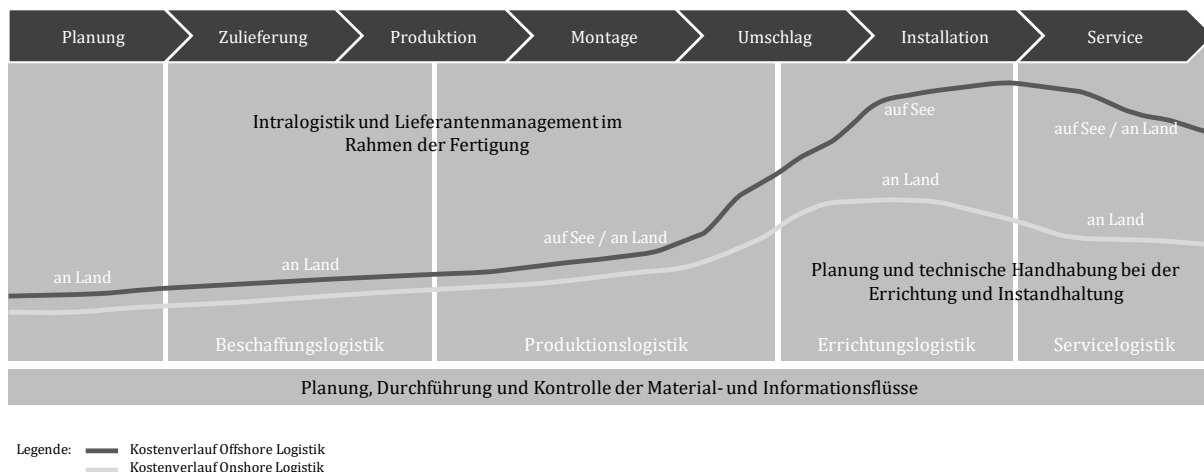 Planung
Zulieferung
Produktion
Montage
Umschlag
Installation
Service
Intralogistik und Lieferantenmanagement im
Rahmen der Fertigung
auf See
auf See / an Land
an Land
an Land
auf See / an Land
an Land
an Land
Planung und technische Handhabung bei der
Errichtung und Instandhaltung
Beschaffungslogistik
Produktionslogistik
Errichtungslogistik
Servicelogistik
Planung, Durchführung und Kontrolle der Material- und Informationsflüsse
Legende:
Kostenverlauf Offshore Logistik
Kostenverlauf Onshore Logistik